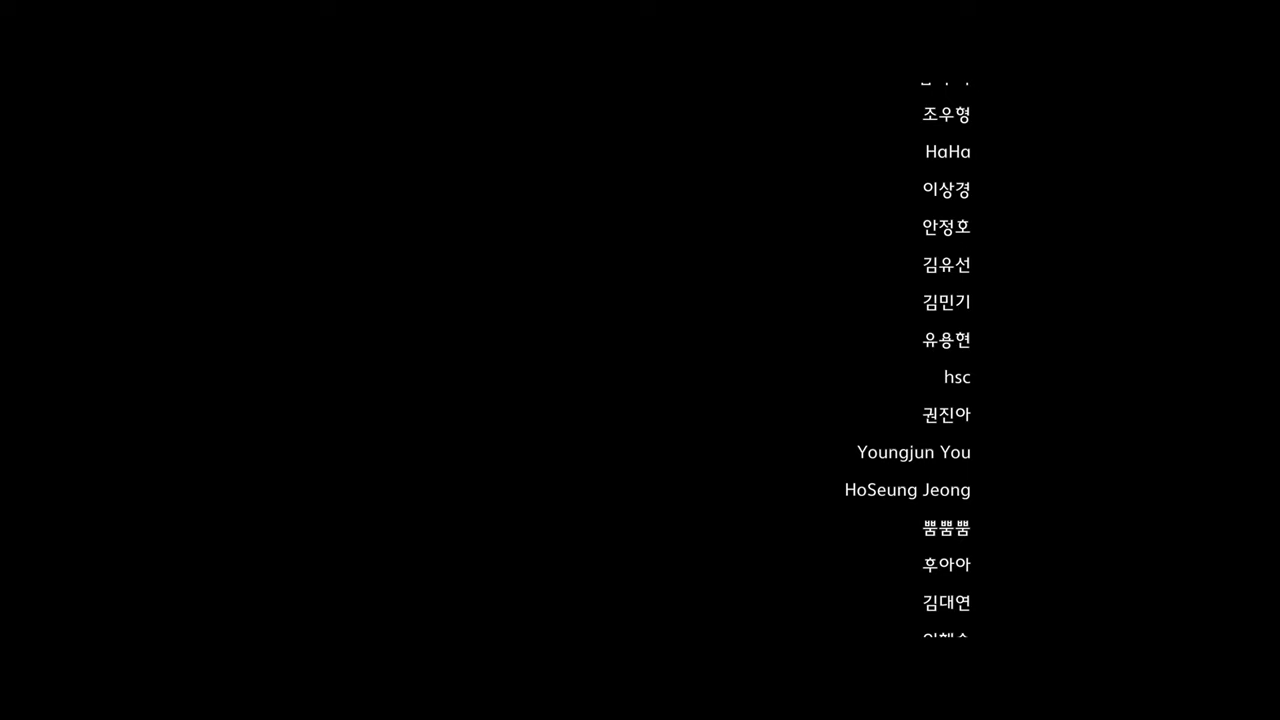 조우형
HaHa
이상경
안정호
김유선
김민기
유용현
hsc
권진아
Youngjun You
HoSeung Jeong
뿜뿜뿜
후아아
김대연